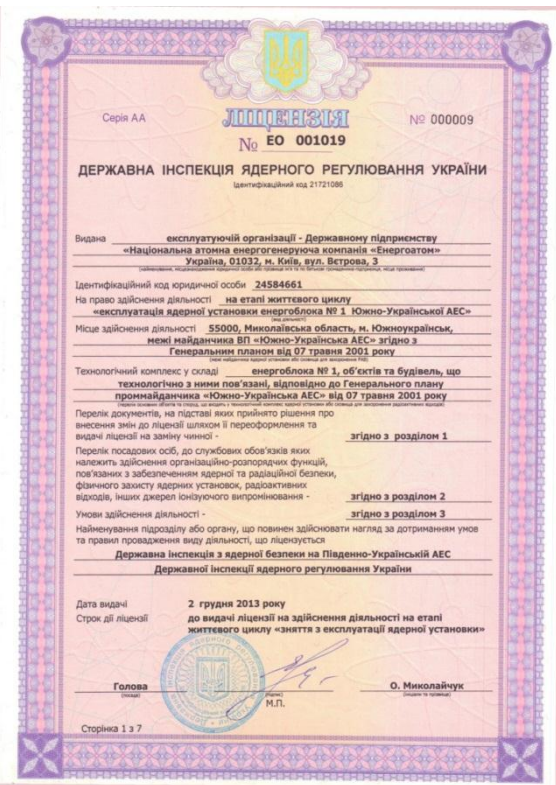 Серія АА
ЛІЦЕНЗІЯ
№ 000009
№ ЕО 001019
ДЕРЖАВНА ІНСПЕКЦІЯ ЯДЕРНОГО РЕГУЛЮВАННЯ УКРАЇНИ
Ідентифікаційний код 21721086
Видана експлуатуючій організації - Державному підприємству
«Національна атомна енергогенеруюча компанія «Енергоатом»
Україна, 01032, м. Київ, вул. Вєтрова, 3
Ідентифікаційний код юридичної особи 24584661
На право здійснення діяльності на етапі життєвого циклу
«експлуатація ядерної установки енергоблока № 1 Южно-Української АЕС»
(вид діяльності)
Місце здійснення діяльності 55000, Миколаївська область, м. Южноукраїнськ,
межі майданчика ВП «Южно-Українська АЕС» згідно з
Генеральним планом від 07 травня 2001 року
Технологічний комплекс у складі енергоблока № 1, об'єктів та будівель, що
технологічно з ними пов'язані, відповідно до Генерального плану
проммайданчика «Южно-Українська АЕС» від 07 травня 2001 року
Перелік документів, на підставі яких прийнято рішення про
внесення змін до ліцензії шляхом її переоформлення та
видачі ліцензії на заміну чинної - згідно з розділом 1
Перелік посадових осіб, до службових обов'язків яких
належить здійснення організаційно-розпорядчих функцій,
пов'язаних з забезпеченням ядерної та радіаційної безпеки,
фізичного захисту ядерних установок, радіоактивних
відходів, інших джерел іонізуючого випромінювання - згідно з розділом 2
Умови здійснення діяльності - згідно з розділом 3
Найменування підрозділу або органу, що повинен здійснювати нагляд за дотриманням умов
та правил провадження виду діяльності, що ліцензується
Державна інспекція з ядерної безпеки на Південно-Українській АЕС
Державної інспекції ядерного регулювання України
Дата видачі 2 грудня 2013 року
Строк дії ліцензії до видачі ліцензії на здійснення діяльності на етапі
життєвого циклу «зняття з експлуатації ядерної установки»
Голова О. Миколайчук
(посада) (підпис) (ініціали та прізвище)
М.П.
Сторінка 1 з 7